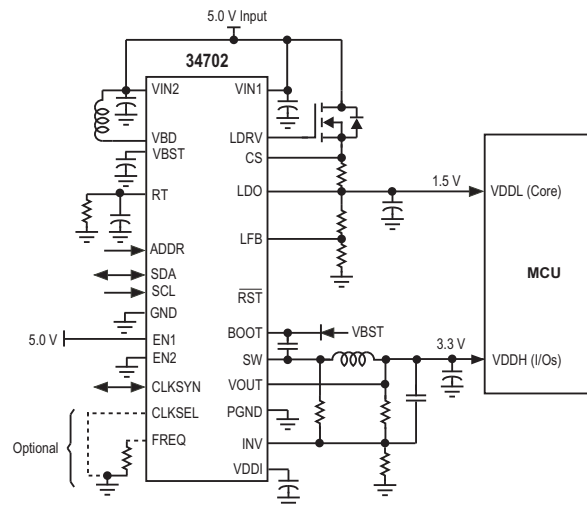 5.0 V Input
34702
VIN2
VIN1
VBD
LDRV
VBST
CS
RT
LDO
1.5 V
VDDL (Core)
ADDR
LFB
SDA
SCL
RST
MCU
GND
5.0 V
EN1
BOOT
VBST
EN2
SW
3.3 V
VDDH (I/Os)
CLKSYN
VOUT
CLKSEL
PGND
Optional
FREQ
INV
VDDI